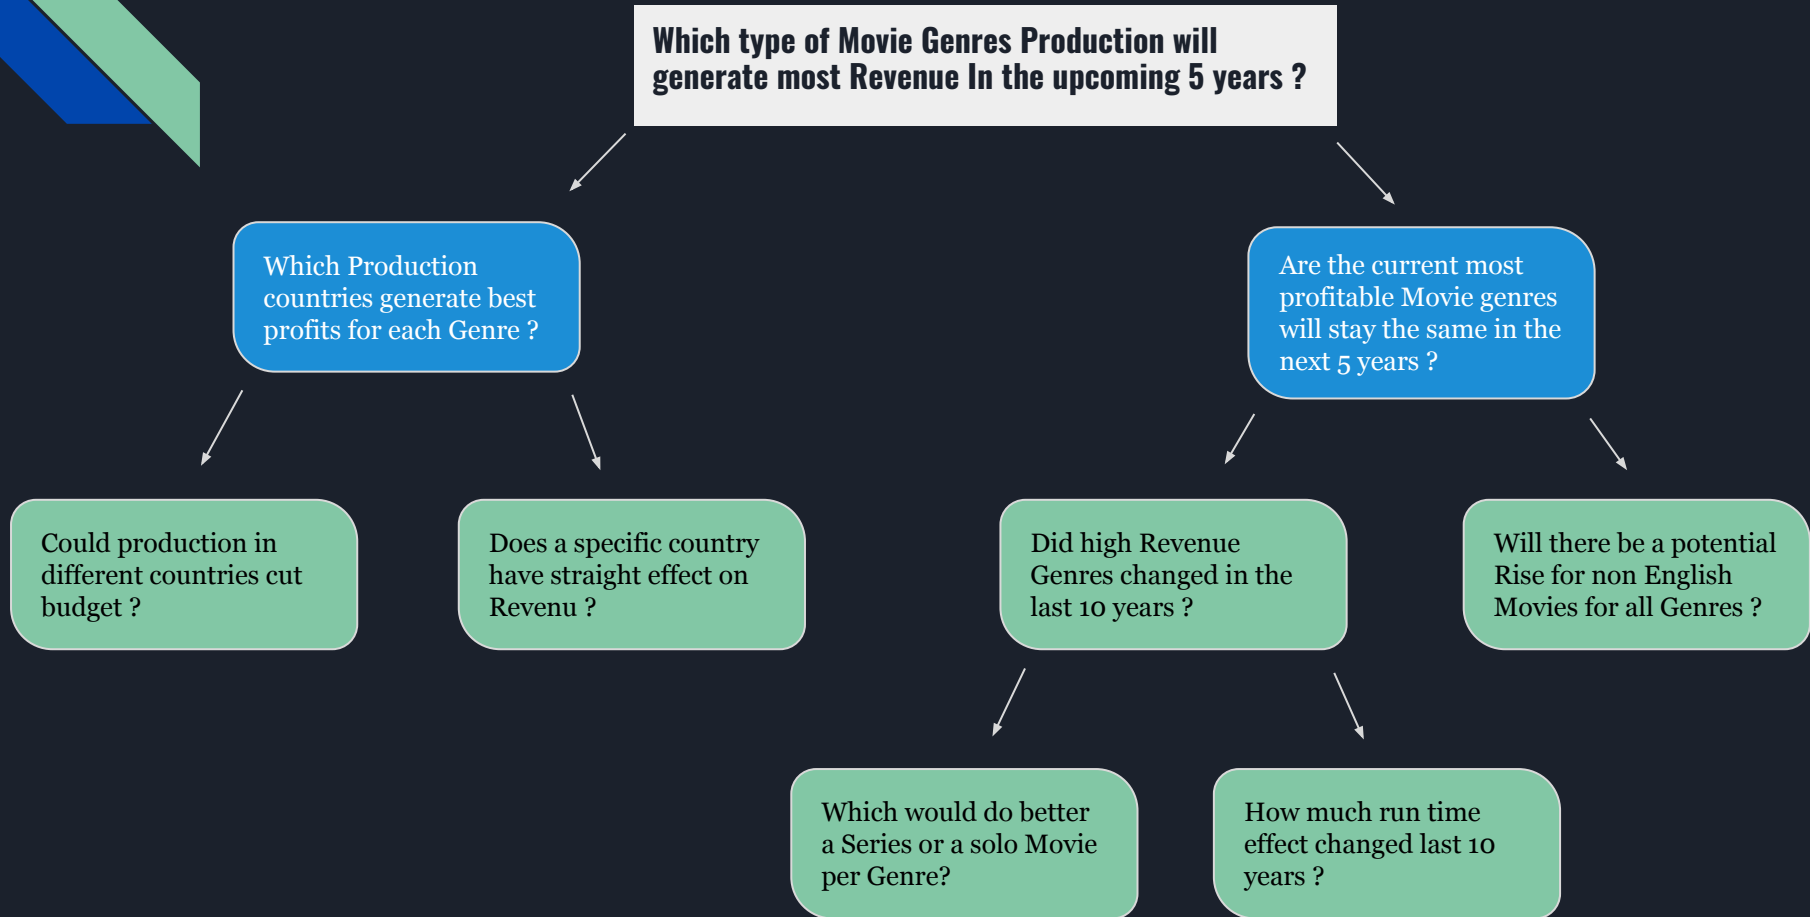 Which type of Movie Genres Production will
generate most Revenue In the upcoming 5 years ?
Which Production
countries generate best
profits for each Genre ?
Are the current most
profitable Movie genres
will stay the same in the
next 5 years ?
Could production in
different countries cut
budget ?
Does a specific country
have straight effect on
Revenu ?
Did high Revenue
Genres changed in the
last 10 years ?
Will there be a potential
Rise for non English
Movies for all Genres ?
Which would do better
a Series or a solo Movie
per Genre?
How much run time
effect changed last 10
years ?